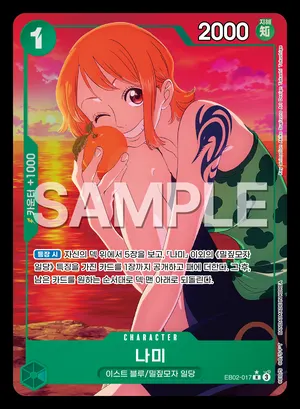 1
2000
지혜
知
카운터 +1000
SAMPLE
등장 시 자신의 덱 위에서 5장을 보고, 「나미」 이외의 《밀짚모자
일당》 특징을 가진 카드를 1장까지 공개하고 패에 더한다. 그 후,
남은 카드를 원하는 순서대로 덱 맨 아래로 되돌린다.
CHARACTER
나미
이스트 블루/밀짚모자 일당
EB02-017